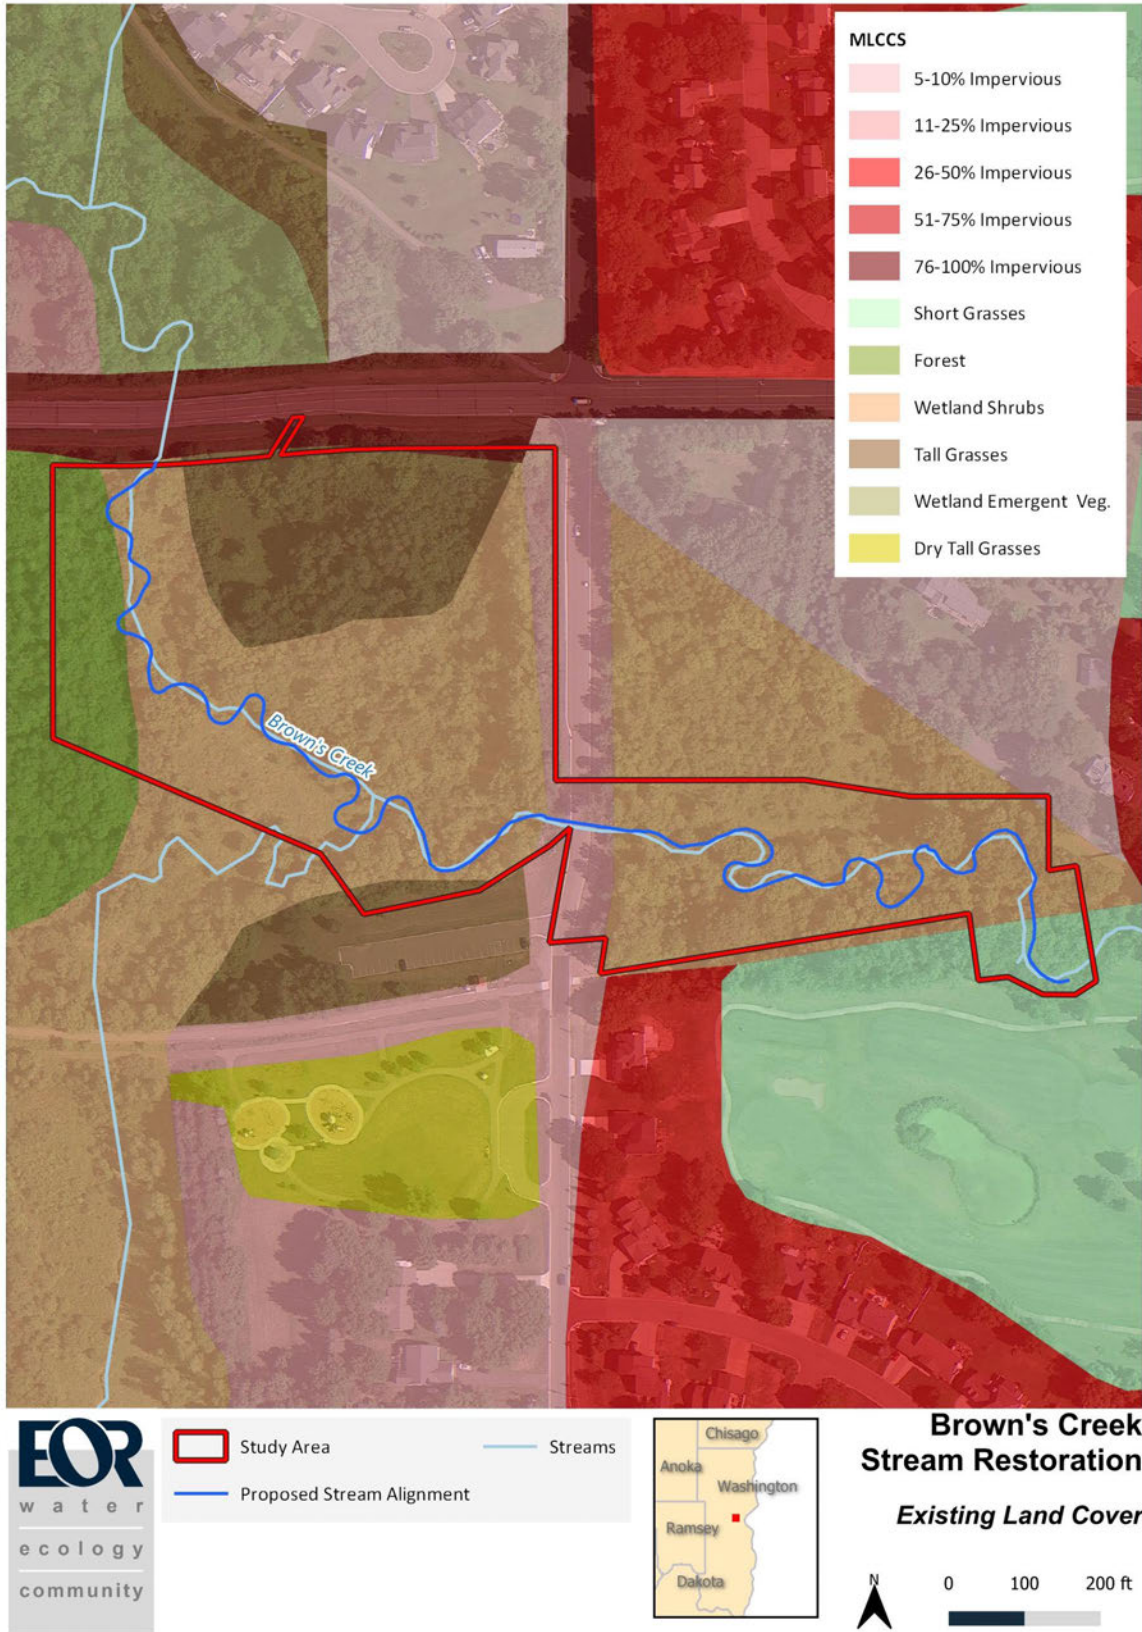 MLCCS
5-10% Impervious
11-25% Impervious
26-50% Impervious
51-75% Impervious
76-100% Impervious
Short Grasses
Forest
Wetland Shrubs
Tall Grasses
Wetland Emergent Veg.
Dry Tall Grasses
Brown's Creek
EOR
water
ecology
community
Study Area
Streams
Proposed Stream Alignment
Chisago
Anoka
Washington
Ramsey
Dakota
Brown's Creek
Stream Restoration
Existing Land Cover
N
0 100 200 ft